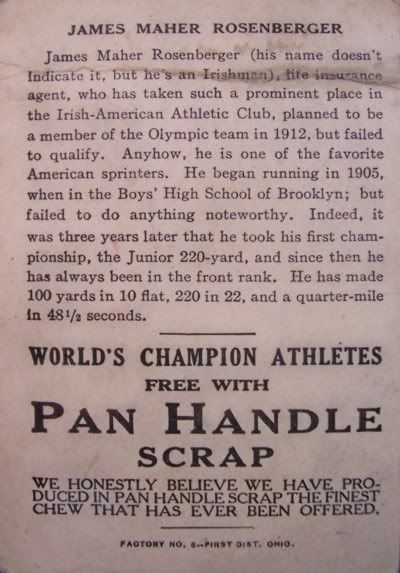 JAMES MAHER ROSENBERGER
James Maher Rosenberger (his name doesn't
indicate it, but he's an Irishman), life insurance
agent, who has taken such a prominent place in
the Irish-American Athletic Club, planned to be
a member of the Olympic team in 1912, but failed
to qualify. Anyhow, he is one of the favorite
American sprinters. He began running in 1905,
when in the Boys' High School of Brooklyn; but
failed to do anything noteworthy. Indeed, it
was three years later that he took his first cham-
pionship, the Junior 220-yard, and since then he
has always been in the front rank. He has made
100 yards in 10 flat, 220 in 22, and a quarter-mile
in 48½ seconds.
WORLD'S CHAMPION ATHLETES
FREE WITH
PAN HANDLE
SCRAP
WE HONESTLY BELIEVE WE HAVE PRO-
DUCED IN PAN HANDLE SCRAP THE FINEST
CHEW THAT HAS EVER BEEN OFFERED.
FACTORY NO. 6—FIRST DIST. OHIO.